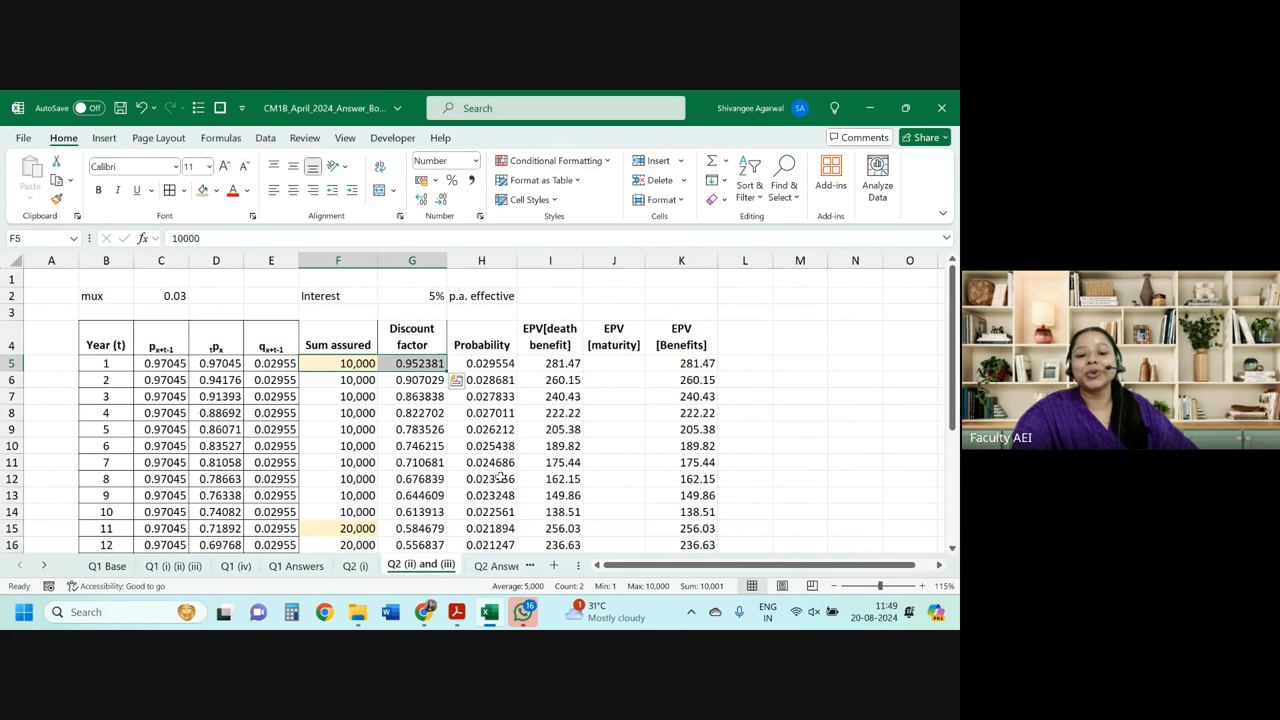 AutoSave Off CM1B_April_2024_Answer_Bo... Search Shivangee Agarwal SA
File Home Insert Page Layout Formulas Data Review View Developer Help Comments Share
Paste Calibri 11 Number Conditional Formatting Format as Table Cell Styles Insert Delete Format Sort & Filter Find & Select Add-ins Analyze Data
Clipboard Font Alignment Number Styles Cells Editing Add-ins
F5 fx 10000
A B C D E F G H I J K L M N O
1
2 mux 0.03 Interest 5% p.a. effective
3
4 Year (t) px+t-1 tpx qx+t-1 Sum assured Discount factor Probability EPV[death benefit] EPV [maturity] EPV [Benefits]
5 1 0.97045 0.97045 0.02955 10,000 0.952381 0.029554 281.47 281.47
6 2 0.97045 0.94176 0.02955 10,000 0.907029 0.028681 260.15 260.15
7 3 0.97045 0.91393 0.02955 10,000 0.863838 0.027833 240.43 240.43
8 4 0.97045 0.88692 0.02955 10,000 0.822702 0.027011 222.22 222.22
9 5 0.97045 0.86071 0.02955 10,000 0.783526 0.026212 205.38 205.38
10 6 0.97045 0.83527 0.02955 10,000 0.746215 0.025438 189.82 189.82
11 7 0.97045 0.81058 0.02955 10,000 0.710681 0.024686 175.44 175.44
12 8 0.97045 0.78663 0.02955 10,000 0.676839 162.15 162.15
13 9 0.97045 0.76338 0.02955 10,000 0.644609 0.023248 149.86 149.86
14 10 0.97045 0.74082 0.02955 10,000 0.613913 0.022561 138.51 138.51
15 11 0.97045 0.71892 0.02955 20,000 0.584679 0.021894 256.03 256.03
16 12 0.97045 0.69768 0.02955 20,000 0.556837 0.021247 236.63 236.63
Q1 Base Q1 (i) (ii) (iii) Q1 (iv) Q1 Answers Q2 (i) Q2 (ii) and (iii) Q2 Answe ...
Ready Accessibility: Good to go Average: 5,000 Count: 2 Min: 1 Max: 10,000 Sum: 10,001 115%
Search 16 1 31°C Mostly cloudy ENG IN 11:49 20-08-2024
Faculty AEI